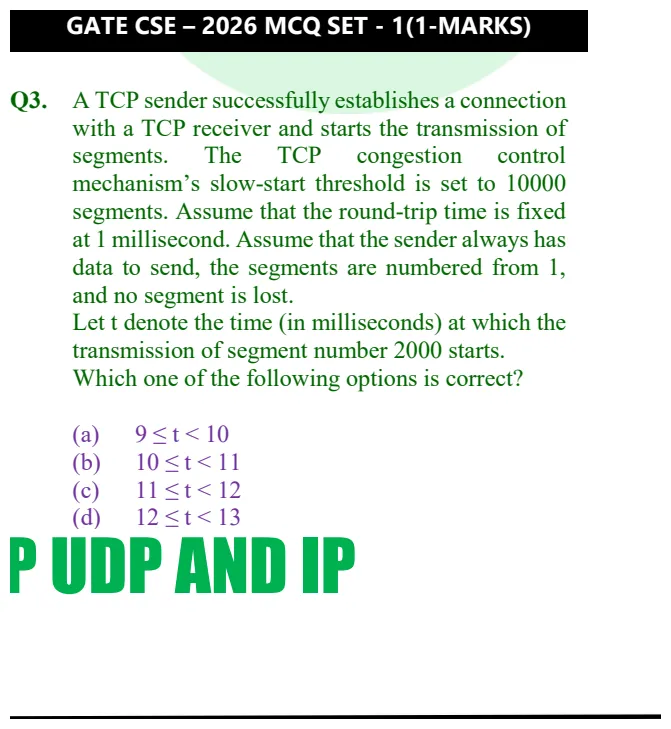 GATE CSE – 2026 MCQ SET - 1(1-MARKS)
Q3. A TCP sender successfully establishes a connection
with a TCP receiver and starts the transmission of
segments. The TCP congestion control
mechanism’s slow-start threshold is set to 10000
segments. Assume that the round-trip time is fixed
at 1 millisecond. Assume that the sender always has
data to send, the segments are numbered from 1,
and no segment is lost.
Let t denote the time (in milliseconds) at which the
transmission of segment number 2000 starts.
Which one of the following options is correct?
(a) 9 ≤ t < 10
(b) 10 ≤ t < 11
(c) 11 ≤ t < 12
(d) 12 ≤ t < 13
P UDP AND IP